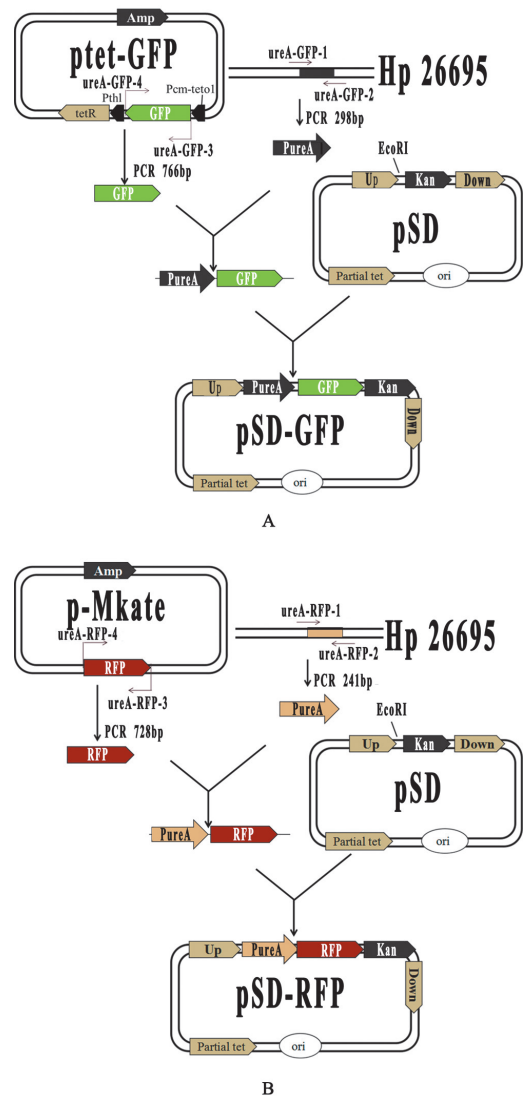 Amp
ptet-GFP
ureA-GFP-4
Pthl
Pcm-teto1
tetR
GFP
ureA-GFP-3
PCR 766bp
GFP
ureA-GFP-1
Hp 26695
ureA-GFP-2
PCR 298bp
PureA
EcoRI
Up
Kan
Down
pSD
Partial tet
ori
PureA
GFP
Up
PureA
GFP
Kan
Down
pSD-GFP
Partial tet
ori
A
Amp
p-Mkate
ureA-RFP-4
RFP
ureA-RFP-3
PCR 728bp
RFP
ureA-RFP-1
Hp 26695
ureA-RFP-2
PCR 241bp
PureA
EcoRI
Up
Kan
Down
pSD
Partial tet
ori
PureA
RFP
Up
PureA
RFP
Kan
Down
pSD-RFP
Partial tet
ori
B